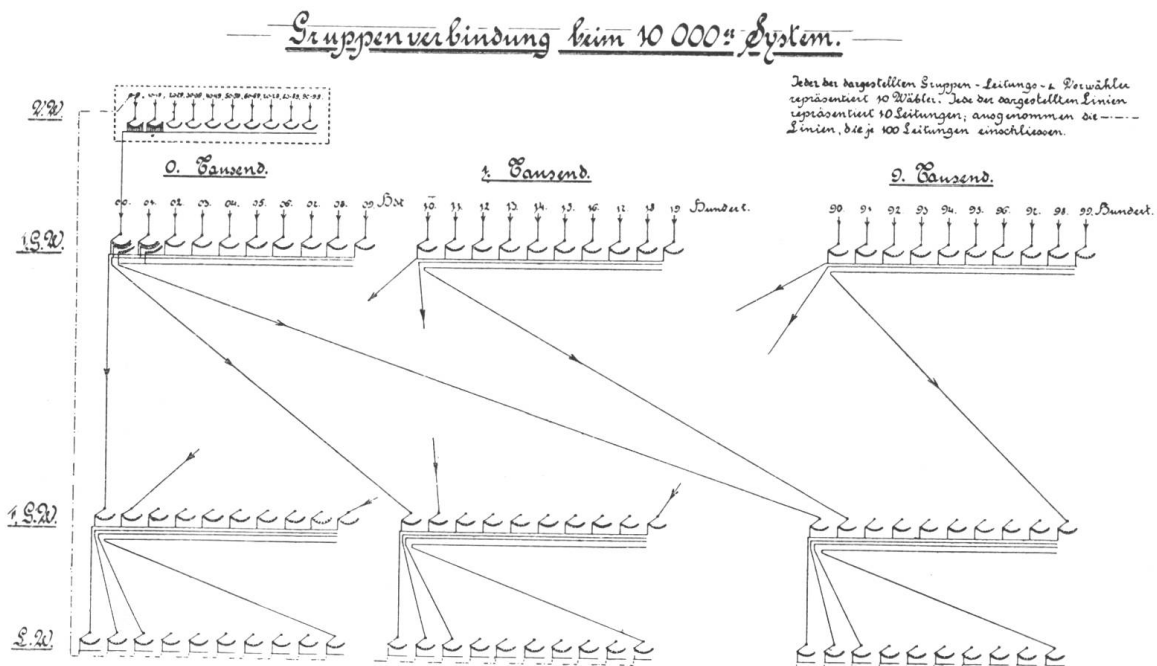 Gruppenverbindung beim 10 000er System.
Jeder der dargestellten Gruppen-Leitungs- & Vorwähler
repräsentiert 10 Wähler. Jede der dargestellten Linien
repräsentiert 10 Leitungen; ausgenommen die -·-·-
Linien, die je 100 Leitungen einschliessen.
V.W.
0. Tausend.
1. Tausend.
9. Tausend.
00. 01. 02. 03. 04. 05. 06. 07. 08. 09. Hdt
10. 11. 12 13. 14. 15. 16. 17. 18 19 Hundert.
90. 91. 92 93 94. 95. 96. 97. 98. 99. Hundert.
I.G.W.
G.W.
L.W.